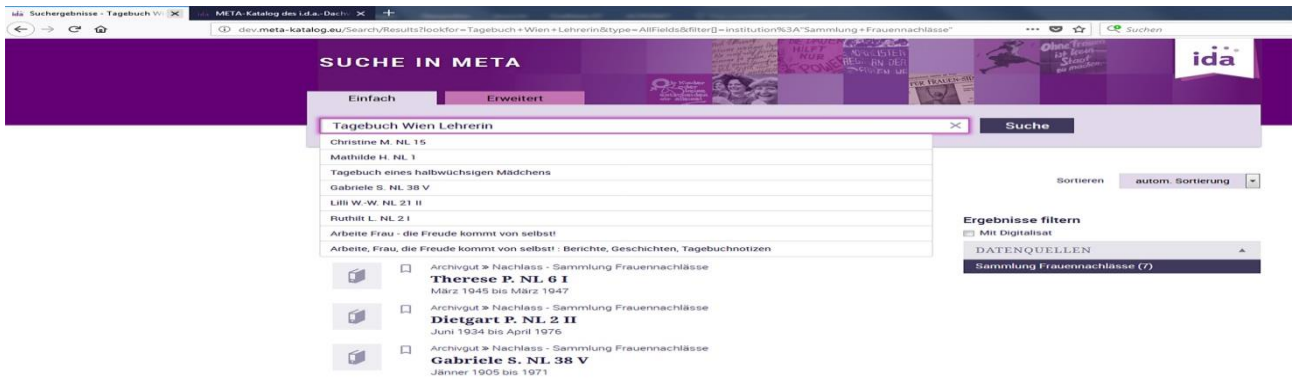 Suchergebnisse - Tagebuch W
META-Katalog des i.d.a.-Dach
dev.meta-katalog.eu/Search/Results?lookfor=Tagebuch+Wien+Lehrerin&type=AllFields&filter[]=institution%3A"Sammlung+Frauennachlässe"
Suchen
SUCHE IN META
ida
Einfach
Erweitert
Tagebuch Wien Lehrerin
Suche
Christine M. NL 15
Mathilde H. NL 1
Tagebuch eines halbwüchsigen Mädchens
Gabriele S. NL 38 V
Lilli W.-W. NL 21 II
Ruthilt L. NL 2 I
Arbeite Frau - die Freude kommt von selbst!
Arbeite, Frau, die Freude kommt von selbst! : Berichte, Geschichten, Tagebuchnotizen
Sortieren
autom. Sortierung
Ergebnisse filtern
Mit Digitalisat
DATENQUELLEN
Sammlung Frauennachlässe (7)
Archivgut » Nachlass - Sammlung Frauennachlässe
Therese P. NL 6 I
März 1945 bis März 1947
Archivgut » Nachlass - Sammlung Frauennachlässe
Dietgart P. NL 2 II
Juni 1934 bis April 1976
Archivgut » Nachlass - Sammlung Frauennachlässe
Gabriele S. NL 38 V
Jänner 1905 bis 1971